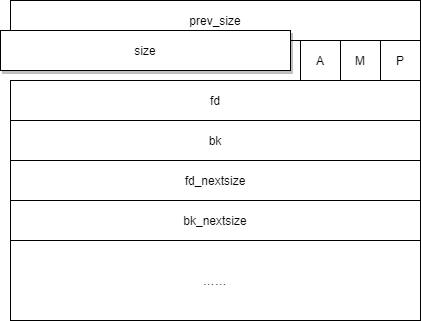 prev_size
size
A M P
fd
bk
fd_nextsize
bk_nextsize
……